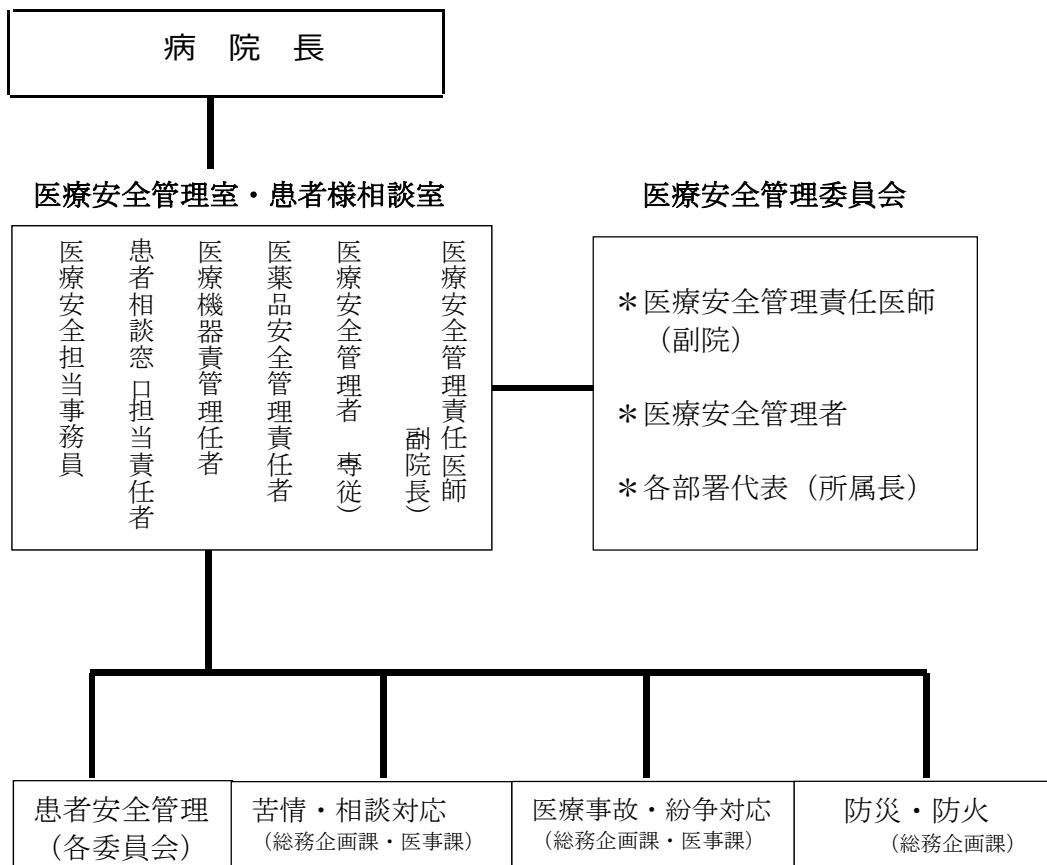 病 院 長
医療安全管理室・患者様相談室
医療安全管理責任医師
（副院長）
医療安全管理者 （専従）
医薬品安全管理責任者
医療機器責管理任者
患者相談窓口担当責任者
医療安全担当事務員
医療安全管理委員会
＊医療安全管理責任医師
（副院）
＊医療安全管理者
＊各部署代表（所属長）
患者安全管理
（各委員会）
苦情・相談対応
（総務企画課・医事課）
医療事故・紛争対応
（総務企画課・医事課）
防災・防火
（総務企画課）